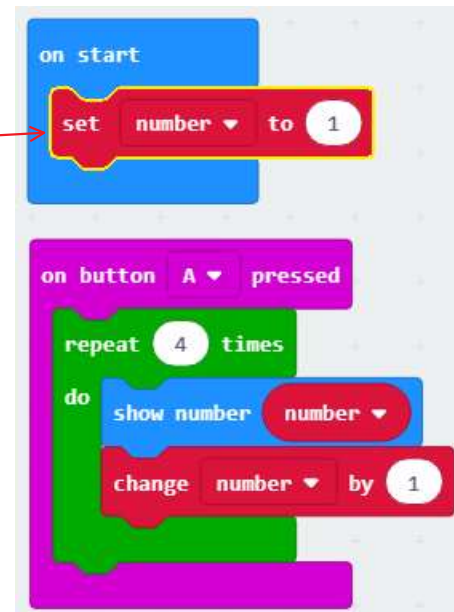 on start
set number to 1
on button A pressed
repeat 4 times
do
show number number
change number by 1